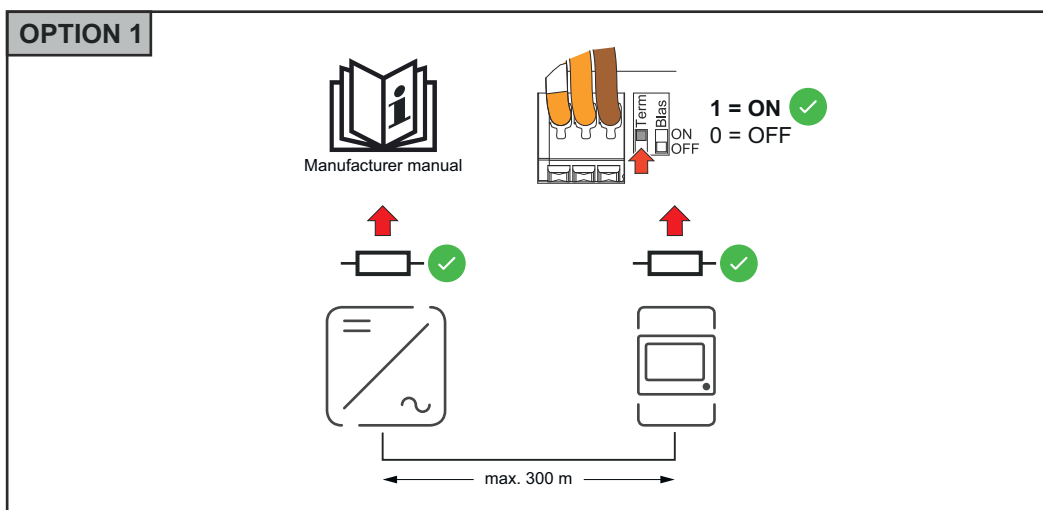 OPTION 1
Manufacturer manual
Term
BIas
ON
OFF
1 = ON
0 = OFF
max. 300 m